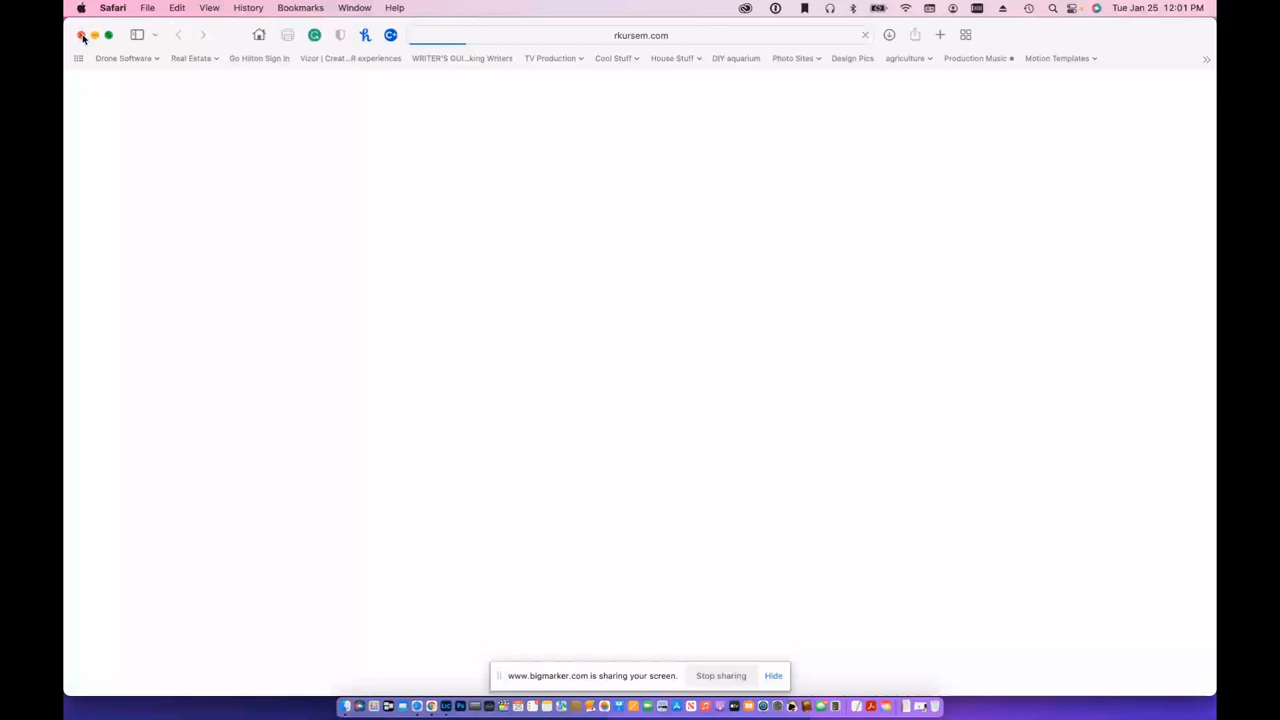 Safari File Edit View History Bookmarks Window Help Tue Jan 25 12:01 PM
rkursem.com
Drone Software Real Estate Go Hilton Sign In Vizor | Creat...R experiences WRITER'S GUI...king Writers TV Production Cool Stuff House Stuff DIY aquarium Photo Sites Design Pics agriculture Production Music Motion Templates
www.bigmarker.com is sharing your screen. Stop sharing Hide